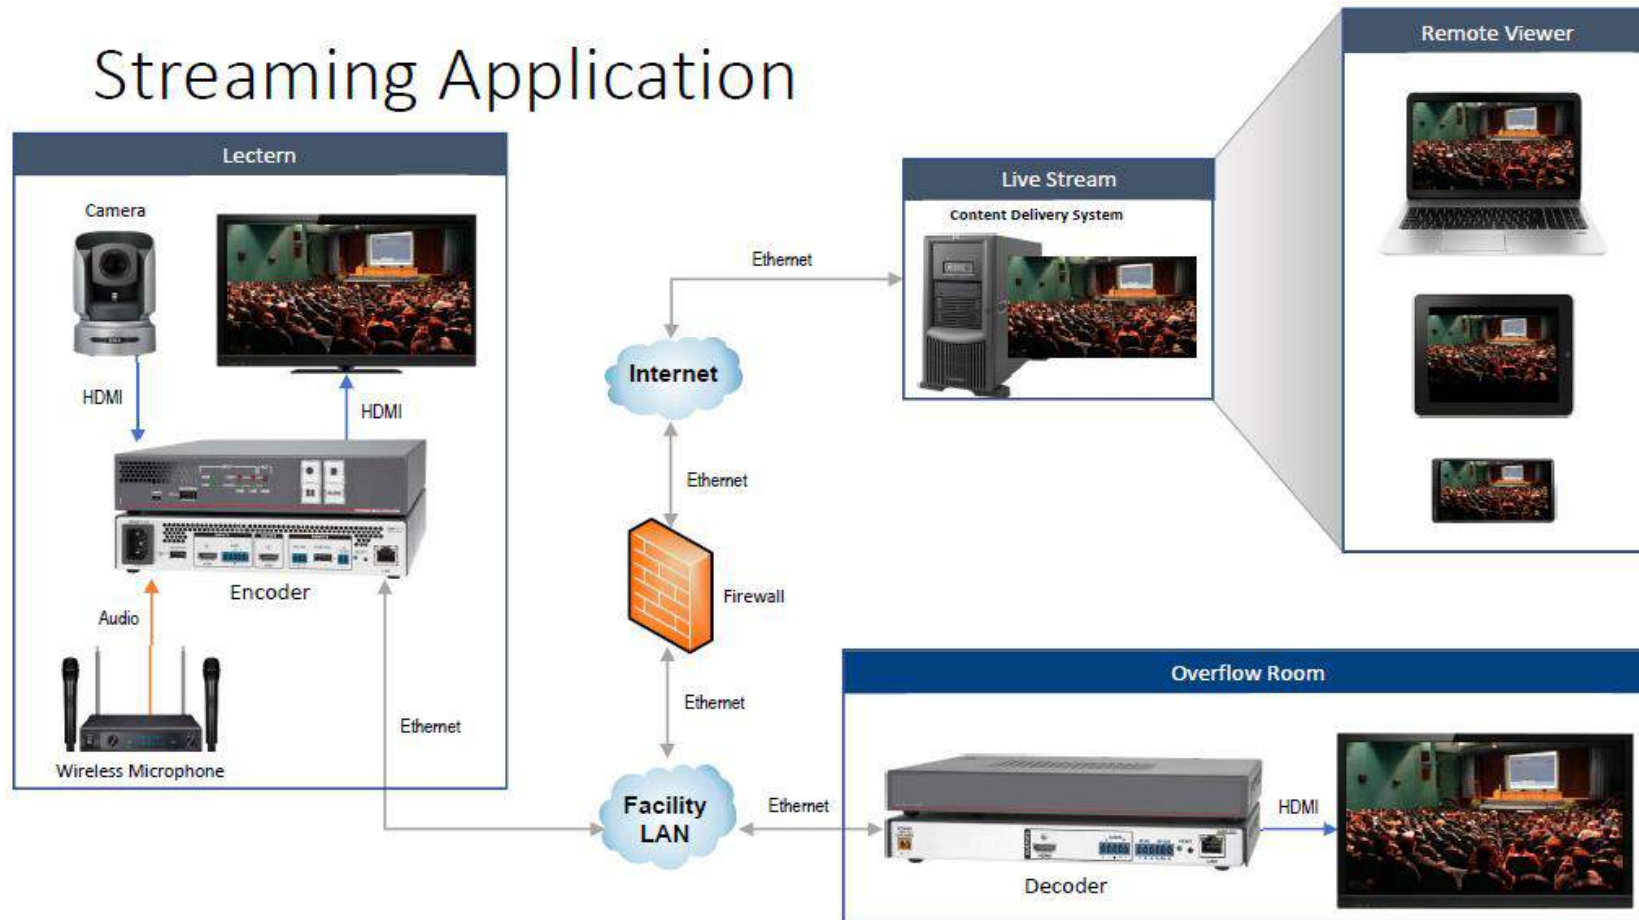 Streaming Application
Lectern
Camera
HDMI
HDMI
Encoder
Audio
Wireless Microphone
Ethernet
Ethernet
Internet
Ethernet
Firewall
Ethernet
Facility
LAN
Ethernet
Live Stream
Content Delivery System
Remote Viewer
Overflow Room
HDMI
Decoder
HDMI